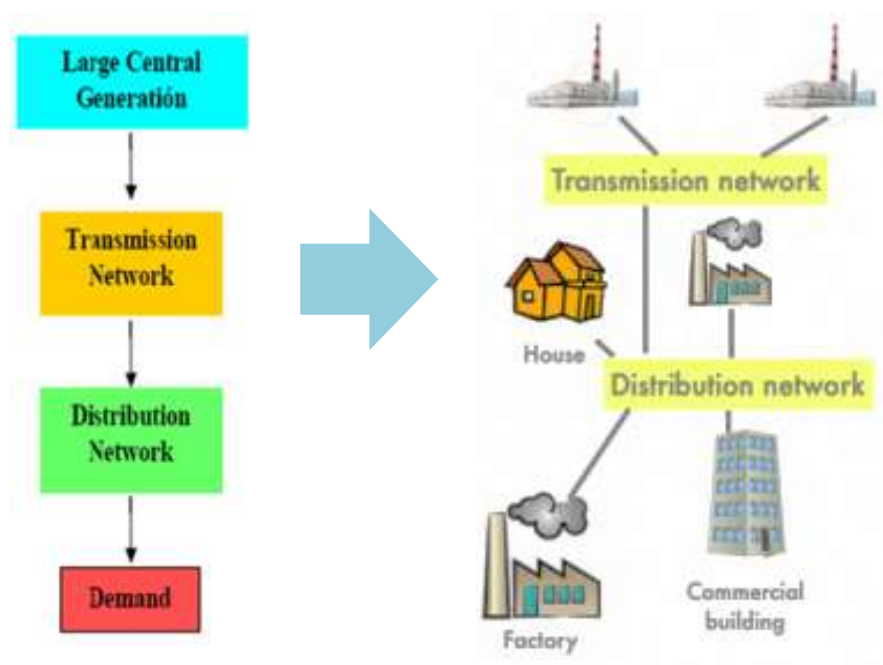 Large Central
Generatión
Transmission
Network
Distribution
Network
Demand
Transmission network
House
Distribution network
Factory
Commercial
building